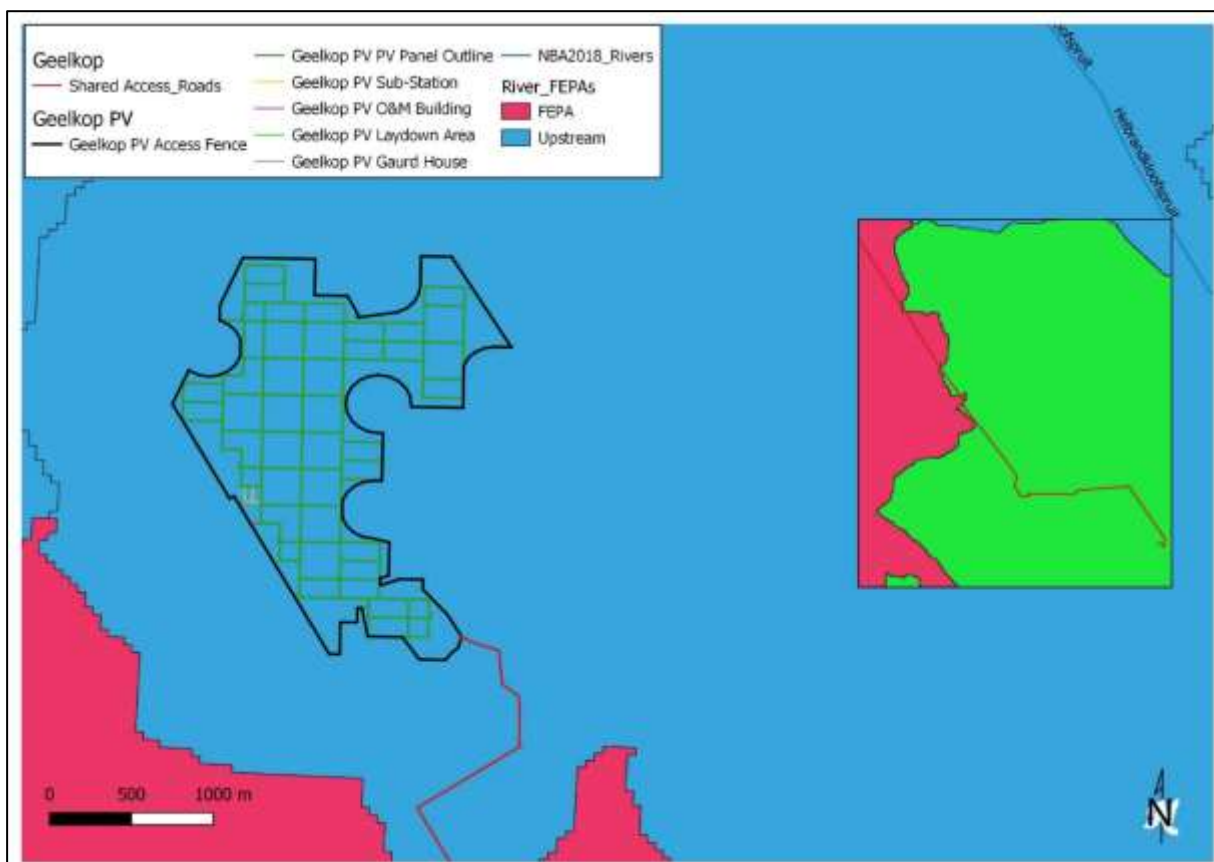 Geelkop
Shared Access_Roads
Geelkop PV
Geelkop PV Access Fence
Geelkop PV PV Panel Outline
Geelkop PV Sub-Station
Geelkop PV O&M Building
Geelkop PV Laydown Area
Geelkop PV Gaurd House
NBA2018_Rivers
River_FEPAs
FEPA
Upstream
Helbrandkloofspruit
0 500 1000 m
N